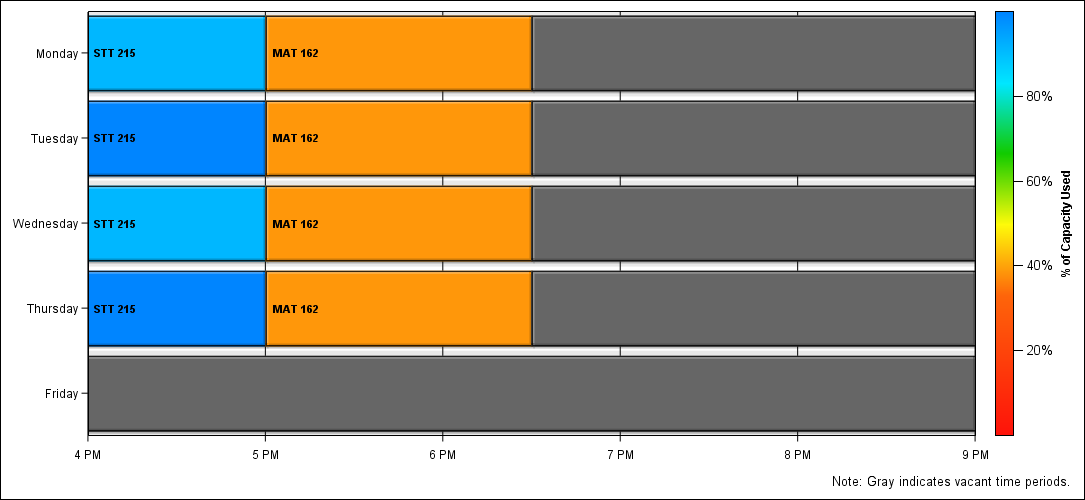 Monday
STT 215
MAT 162
Tuesday
STT 215
MAT 162
Wednesday
STT 215
MAT 162
Thursday
STT 215
MAT 162
Friday
4 PM
5 PM
6 PM
7 PM
8 PM
9 PM
80%
60%
40%
20%
% of Capacity Used
Note: Gray indicates vacant time periods.